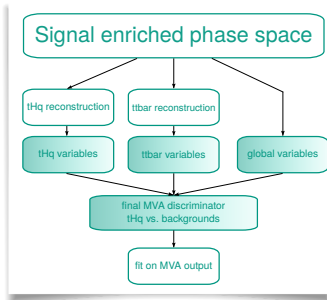 Signal enriched phase space
tHq reconstruction
ttbar reconstruction
tHq variables
ttbar variables
global variables
final MVA discriminator
tHq vs. backgrounds
fit on MVA output